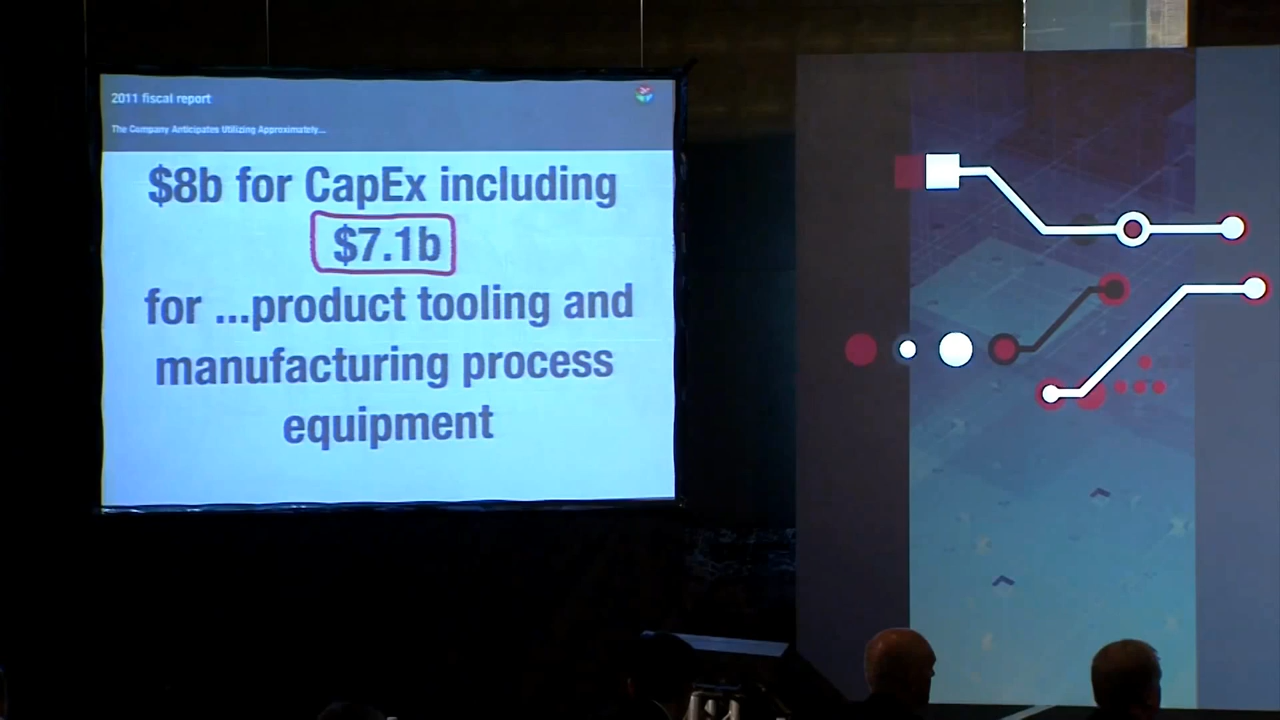 2011 fiscal report
The Company Anticipates Utilizing Approximately...
$8b for CapEx including
$7.1b
for ...product tooling and
manufacturing process
equipment